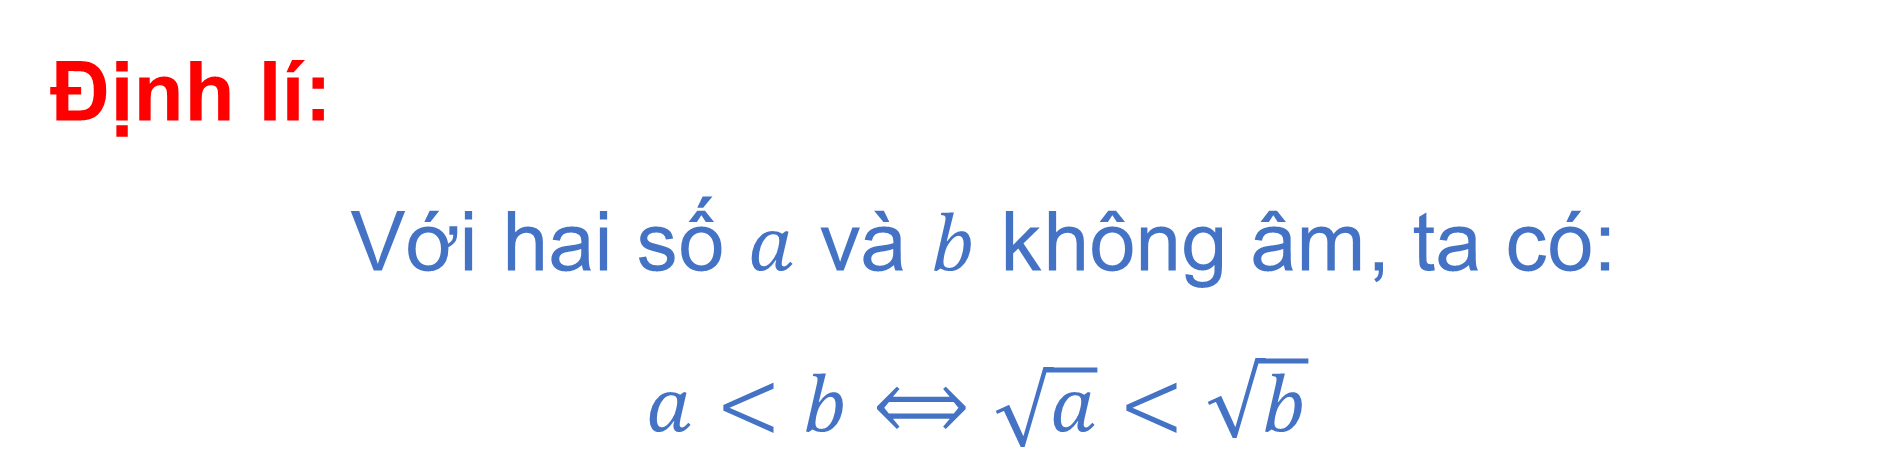 Định lí:
Với hai số a và b không âm, ta có:
a < b ⟺ √a < √b